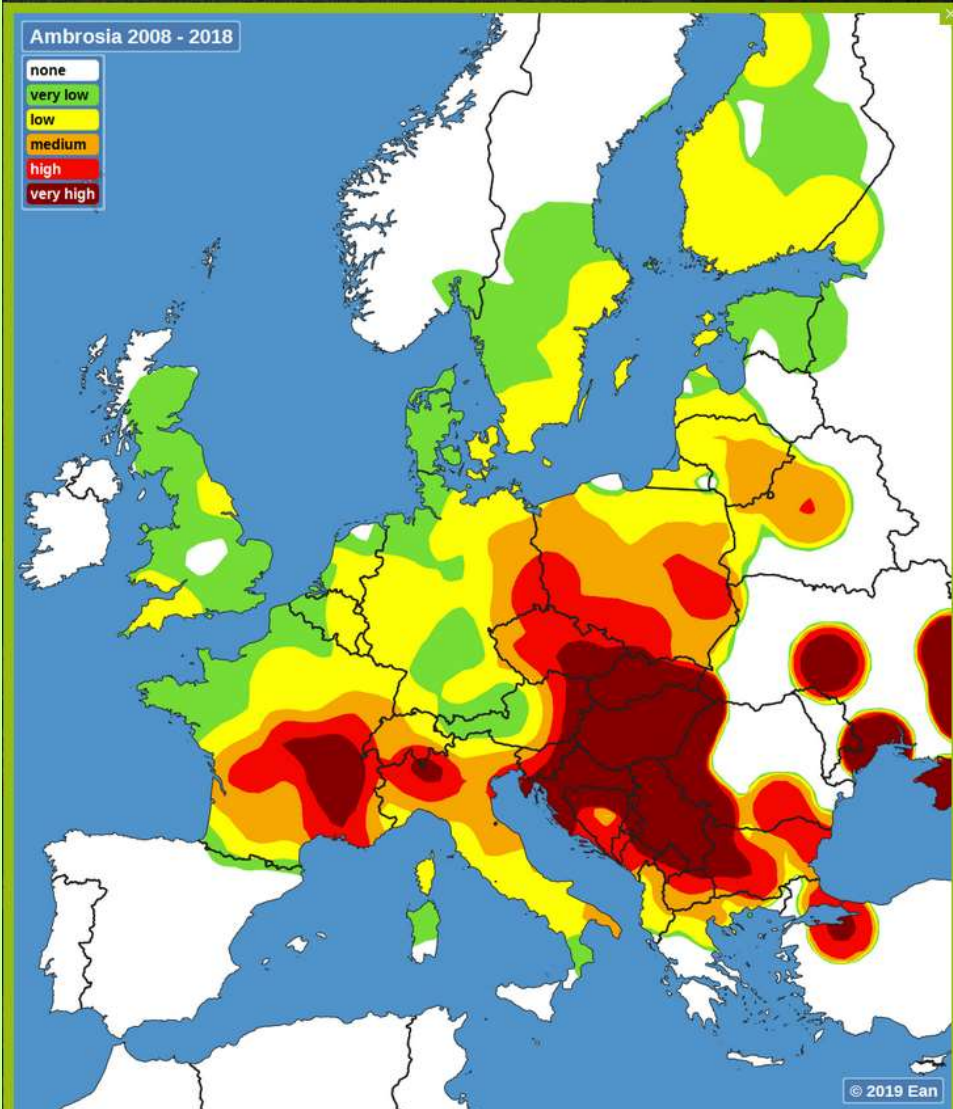 Ambrosia 2008 - 2018
none
very low
low
medium
high
very high
© 2019 Ean